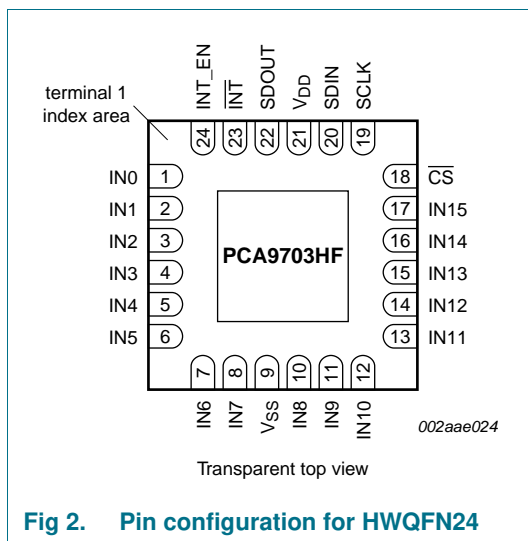 terminal 1
index area
INT_EN
INT
SDOUT
VDD
SDIN
SCLK
24
23
22
21
20
19
IN0 1
IN1 2
IN2 3
IN3 4
IN4 5
IN5 6
PCA9703HF
18 CS
17 IN15
16 IN14
15 IN13
14 IN12
13 IN11
7
8
9
10
11
12
IN6
IN7
VSS
IN8
IN9
IN10
002aae024
Transparent top view
Fig 2. Pin configuration for HWQFN24